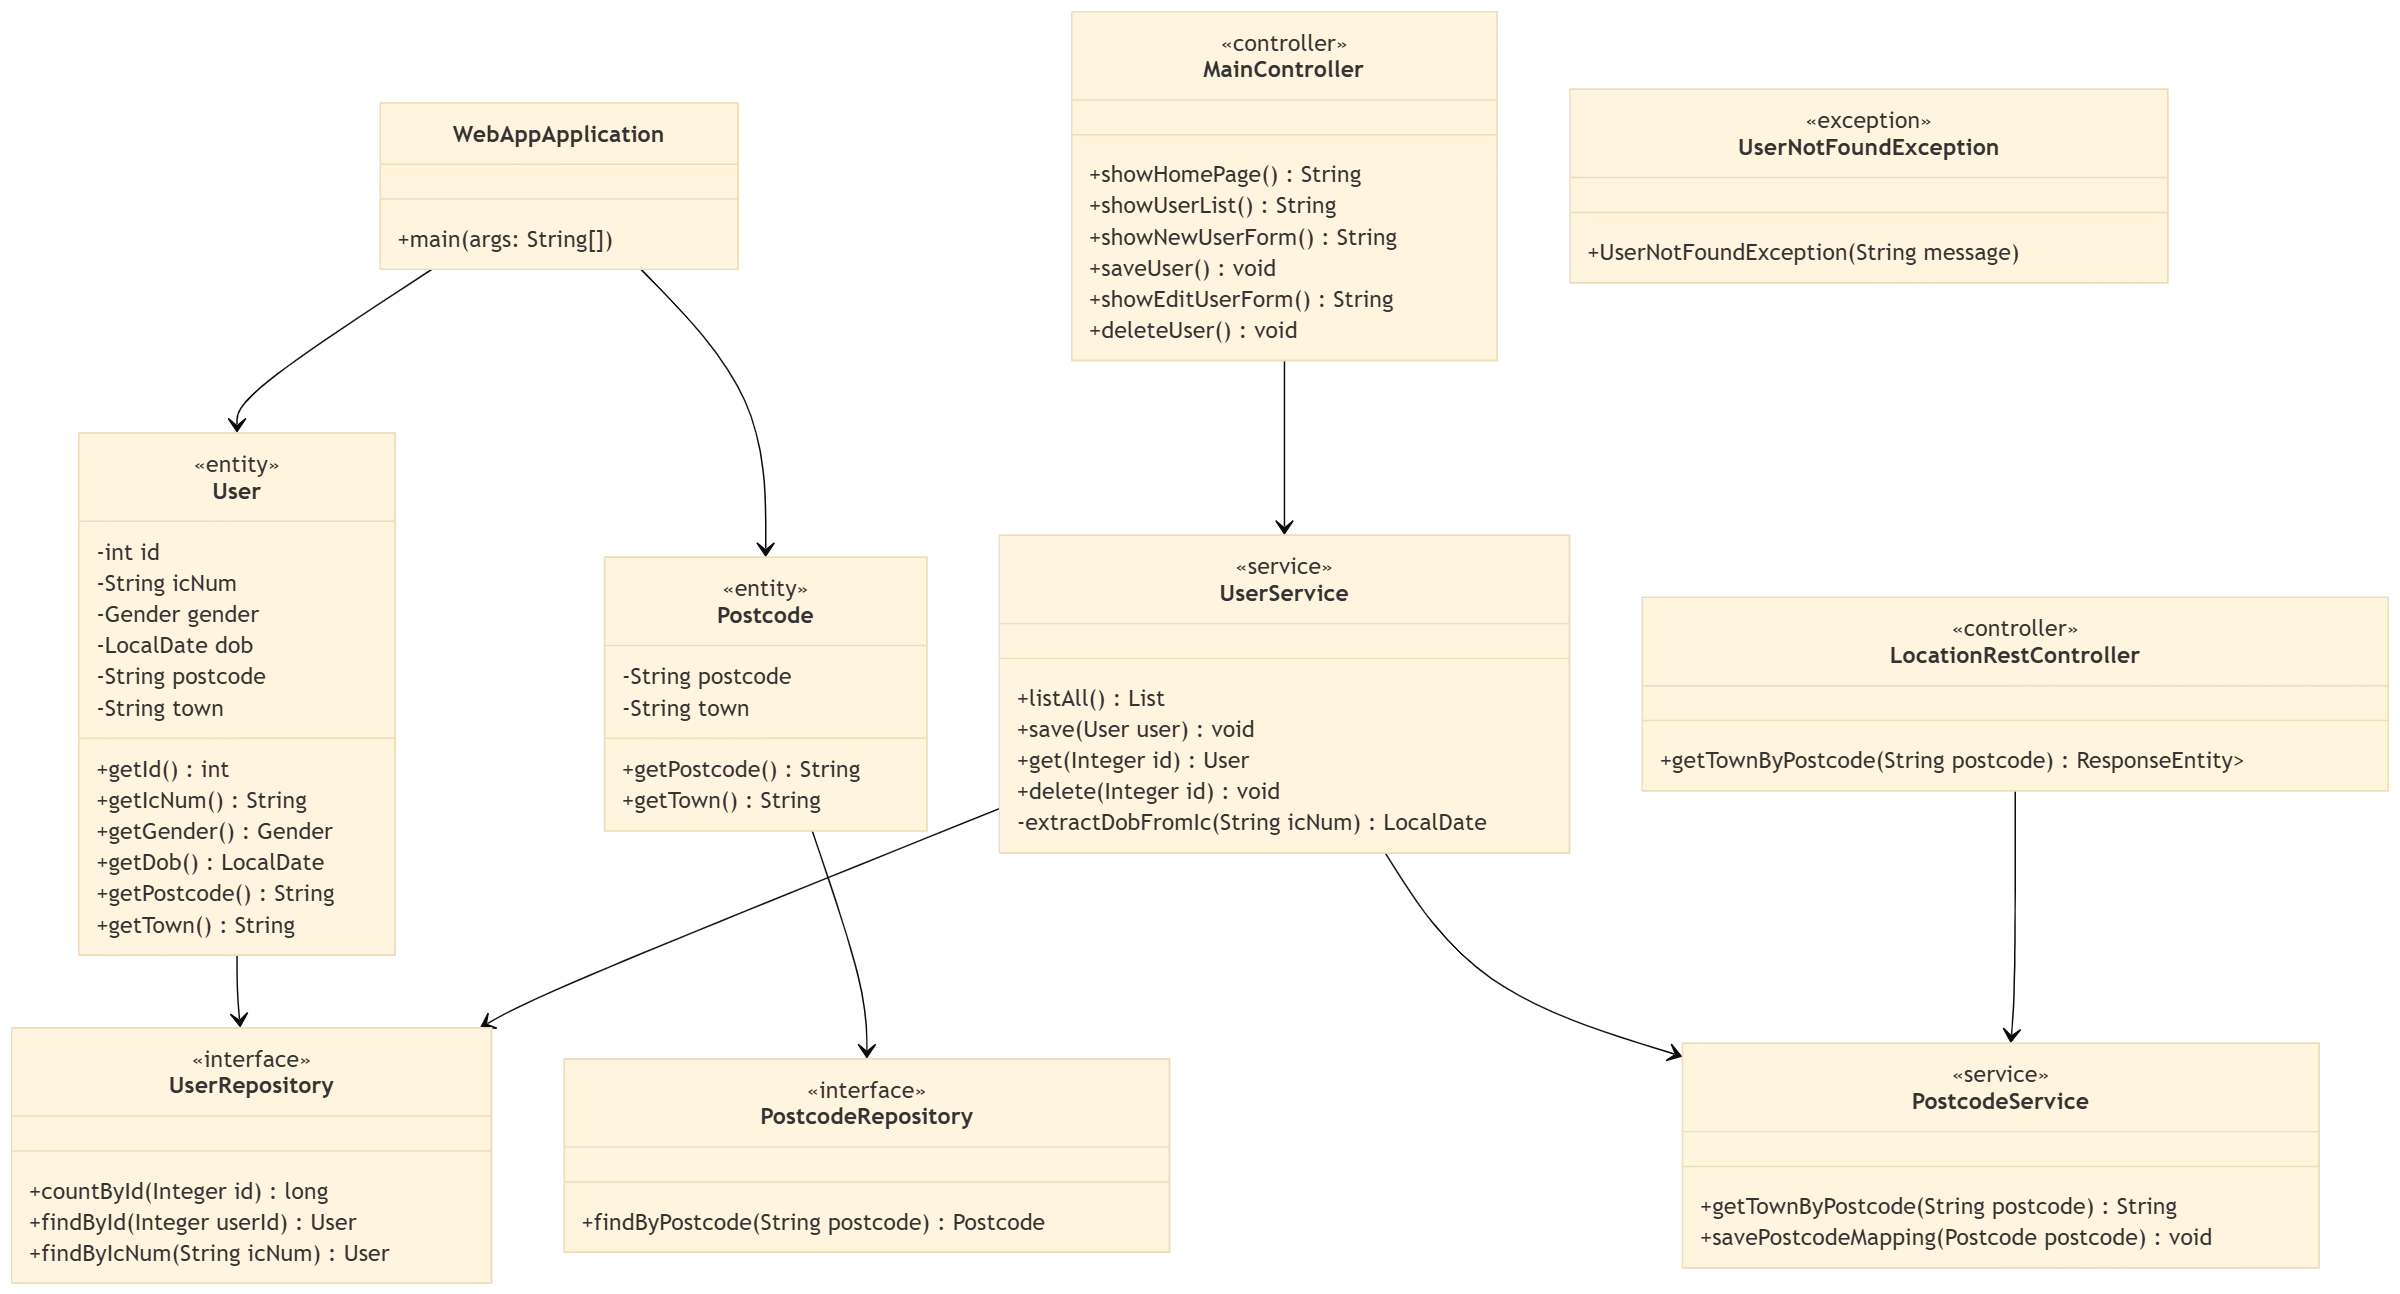 «controller»
MainController
+showHomePage() : String
+showUserList() : String
+showNewUserForm() : String
+saveUser() : void
+showEditUserForm() : String
+deleteUser() : void
«exception»
UserNotFoundException
+UserNotFoundException(String message)
WebAppApplication
+main(args: String[])
«entity»
User
-int id
-String icNum
-Gender gender
-LocalDate dob
-String postcode
-String town
+getId() : int
+getIcNum() : String
+getGender() : Gender
+getDob() : LocalDate
+getPostcode() : String
+getTown() : String
«entity»
Postcode
-String postcode
-String town
+getPostcode() : String
+getTown() : String
«service»
UserService
+listAll() : List
+save(User user) : void
+get(Integer id) : User
+delete(Integer id) : void
-extractDobFromIc(String icNum) : LocalDate
«controller»
LocationRestController
+getTownByPostcode(String postcode) : ResponseEntity>
«interface»
UserRepository
+countById(Integer id) : long
+findById(Integer userId) : User
+findByIcNum(String icNum) : User
«interface»
PostcodeRepository
+findByPostcode(String postcode) : Postcode
«service»
PostcodeService
+getTownByPostcode(String postcode) : String
+savePostcodeMapping(Postcode postcode) : void